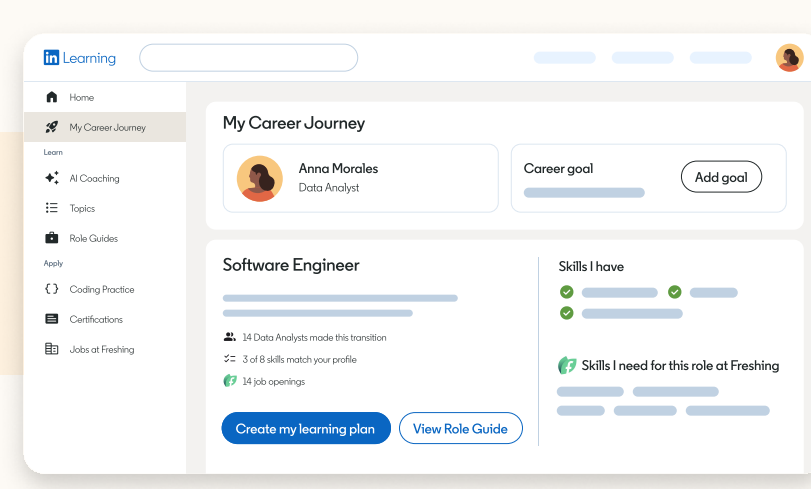 in Learning
Home
My Career Journey
Learn
AI Coaching
Topics
Role Guides
Apply
Coding Practice
Certifications
Jobs at Freshing
My Career Journey
Anna Morales
Data Analyst
Career goal
Add goal
Software Engineer
14 Data Analysts made this transition
3 of 8 skills match your profile
14 job openings
Create my learning plan
View Role Guide
Skills I have
Skills I need for this role at Freshing